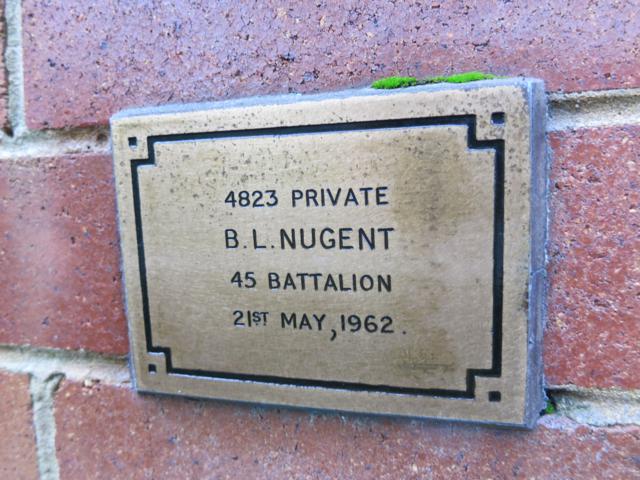 4823 PRIVATE
B.L.NUGENT
45 BATTALION
21ST MAY, 1962.